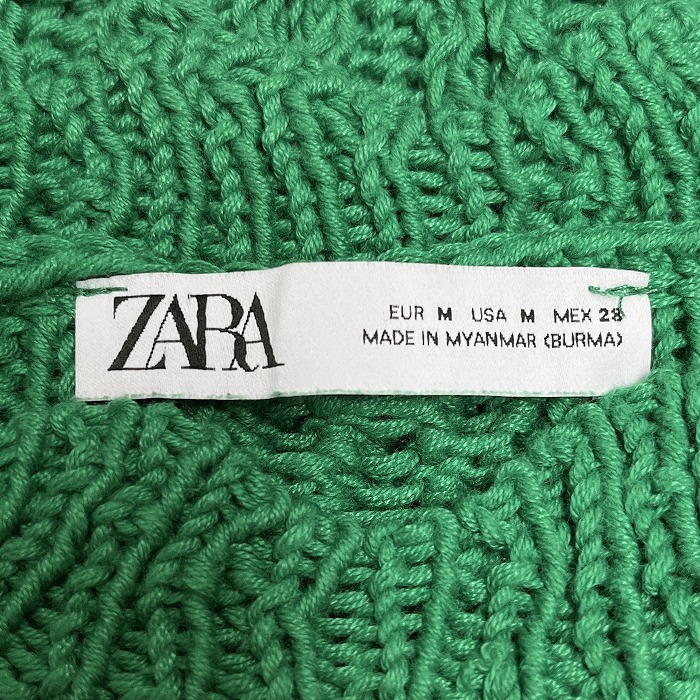 ZARA
EUR M USA M MEX 28
MADE IN MYANMAR (BURMA)